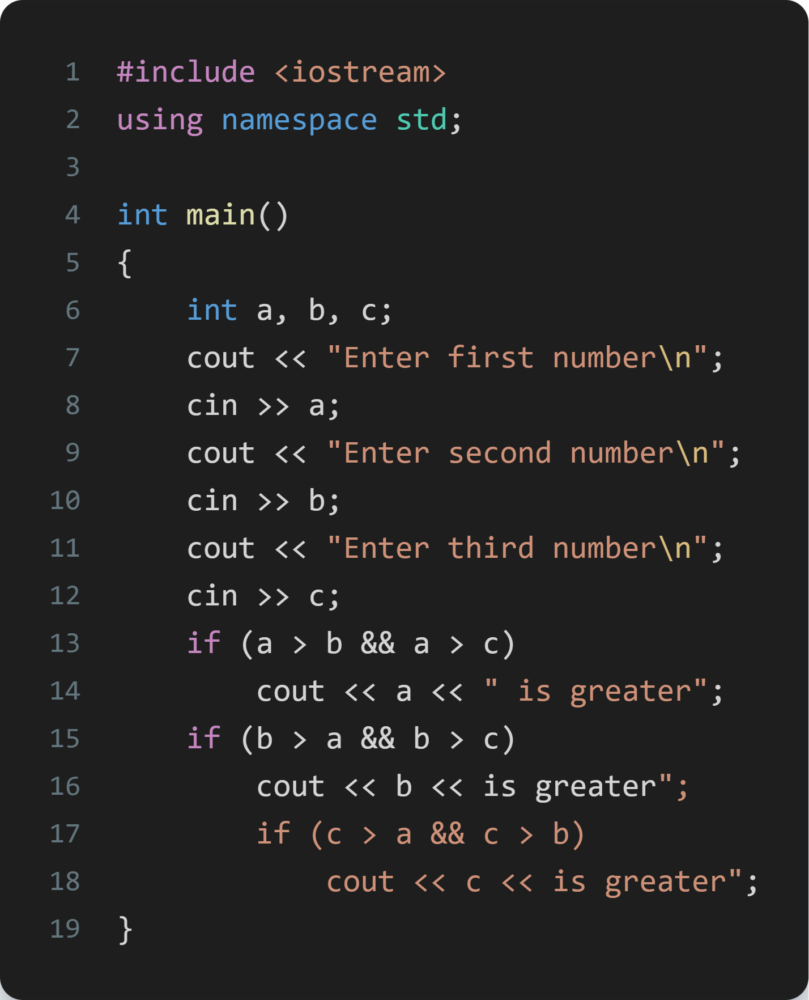 1 #include <iostream>
2 using namespace std;
3
4 int main()
5 {
6     int a, b, c;
7     cout << "Enter first number\n";
8     cin >> a;
9     cout << "Enter second number\n";
10     cin >> b;
11     cout << "Enter third number\n";
12     cin >> c;
13     if (a > b && a > c)
14         cout << a << " is greater";
15     if (b > a && b > c)
16         cout << b << is greater";
17         if (c > a && c > b)
18             cout << c << is greater";
19 }